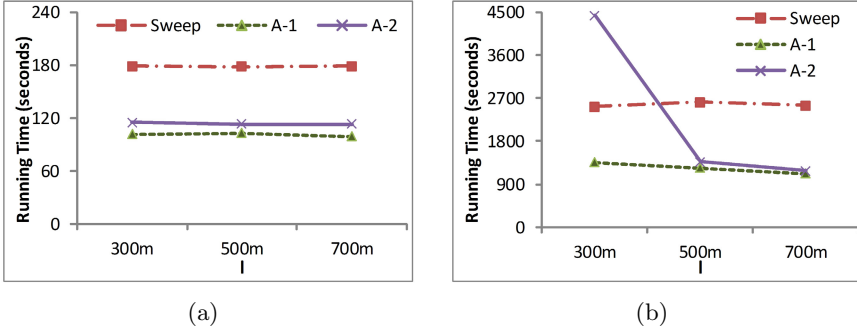 240
180
120
60
0
Running Time (seconds)
Sweep A-1 A-2
300m 500m 700m
l
(a)
4500
3600
2700
1800
900
0
Running Time (seconds)
Sweep
A-1
A-2
300m 500m 700m
l
(b)